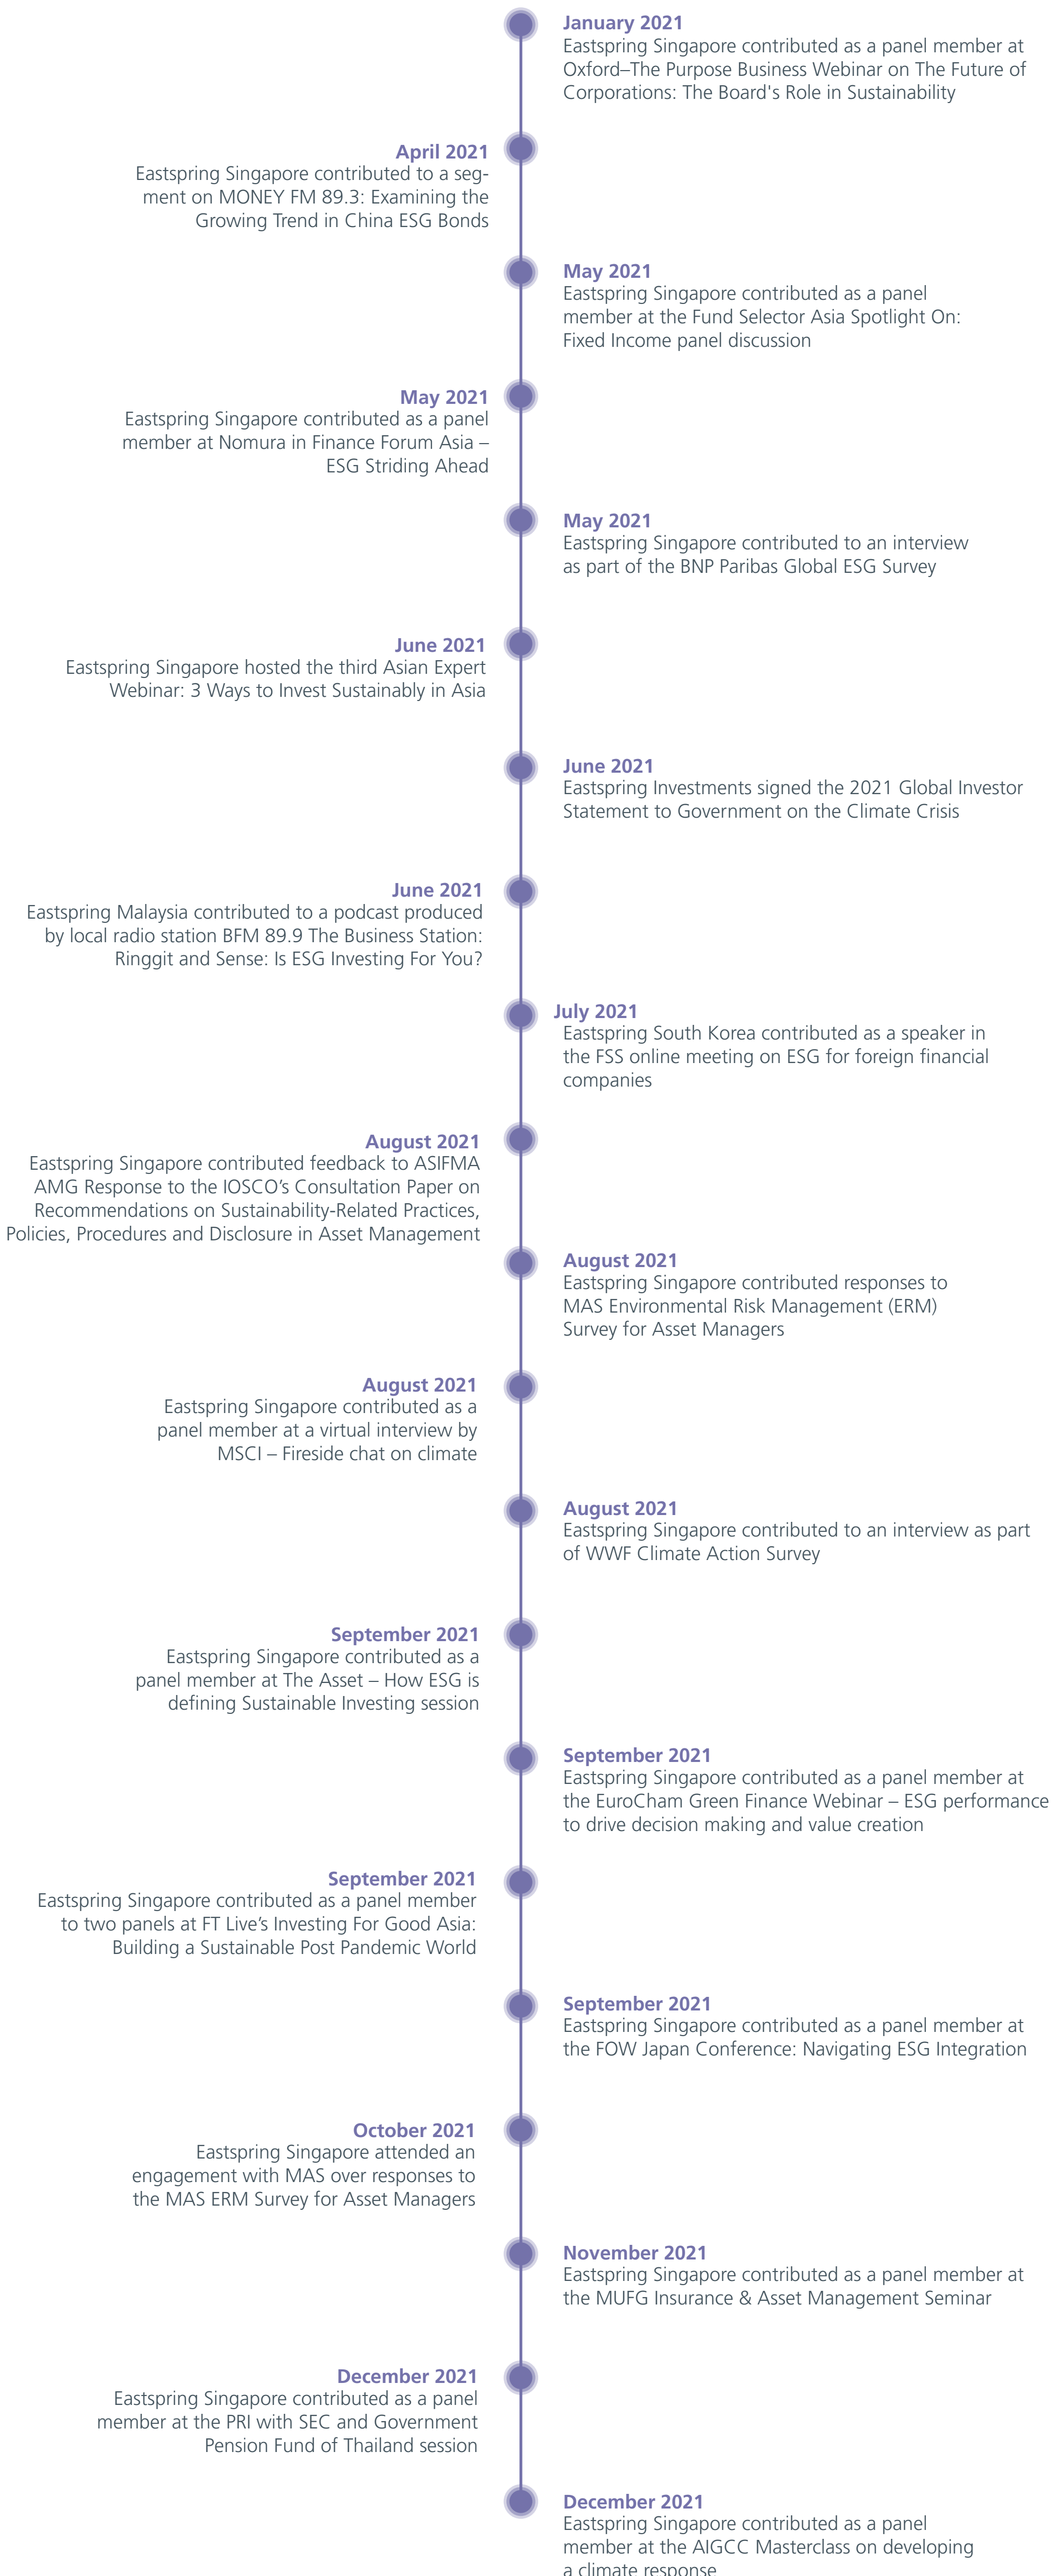 January 2021
Eastspring Singapore contributed as a panel member at
Oxford–The Purpose Business Webinar on The Future of
Corporations: The Board's Role in Sustainability
April 2021
Eastspring Singapore contributed to a seg-
ment on MONEY FM 89.3: Examining the
Growing Trend in China ESG Bonds
May 2021
Eastspring Singapore contributed as a panel
member at the Fund Selector Asia Spotlight On:
Fixed Income panel discussion
May 2021
Eastspring Singapore contributed as a panel
member at Nomura in Finance Forum Asia –
ESG Striding Ahead
May 2021
Eastspring Singapore contributed to an interview
as part of the BNP Paribas Global ESG Survey
June 2021
Eastspring Singapore hosted the third Asian Expert
Webinar: 3 Ways to Invest Sustainably in Asia
June 2021
Eastspring Investments signed the 2021 Global Investor
Statement to Government on the Climate Crisis
June 2021
Eastspring Malaysia contributed to a podcast produced
by local radio station BFM 89.9 The Business Station:
Ringgit and Sense: Is ESG Investing For You?
July 2021
Eastspring South Korea contributed as a speaker in
the FSS online meeting on ESG for foreign financial
companies
August 2021
Eastspring Singapore contributed feedback to ASIFMA
AMG Response to the IOSCO’s Consultation Paper on
Recommendations on Sustainability-Related Practices,
Policies, Procedures and Disclosure in Asset Management
August 2021
Eastspring Singapore contributed responses to
MAS Environmental Risk Management (ERM)
Survey for Asset Managers
August 2021
Eastspring Singapore contributed as a
panel member at a virtual interview by
MSCI – Fireside chat on climate
August 2021
Eastspring Singapore contributed to an interview as part
of WWF Climate Action Survey
September 2021
Eastspring Singapore contributed as a
panel member at The Asset – How ESG is
defining Sustainable Investing session
September 2021
Eastspring Singapore contributed as a panel member at
the EuroCham Green Finance Webinar – ESG performance
to drive decision making and value creation
September 2021
Eastspring Singapore contributed as a panel member
to two panels at FT Live’s Investing For Good Asia:
Building a Sustainable Post Pandemic World
September 2021
Eastspring Singapore contributed as a panel member at
the FOW Japan Conference: Navigating ESG Integration
October 2021
Eastspring Singapore attended an
engagement with MAS over responses to
the MAS ERM Survey for Asset Managers
November 2021
Eastspring Singapore contributed as a panel member at
the MUFG Insurance & Asset Management Seminar
December 2021
Eastspring Singapore contributed as a panel
member at the PRI with SEC and Government
Pension Fund of Thailand session
December 2021
Eastspring Singapore contributed as a panel
member at the AIGCC Masterclass on developing
a climate response